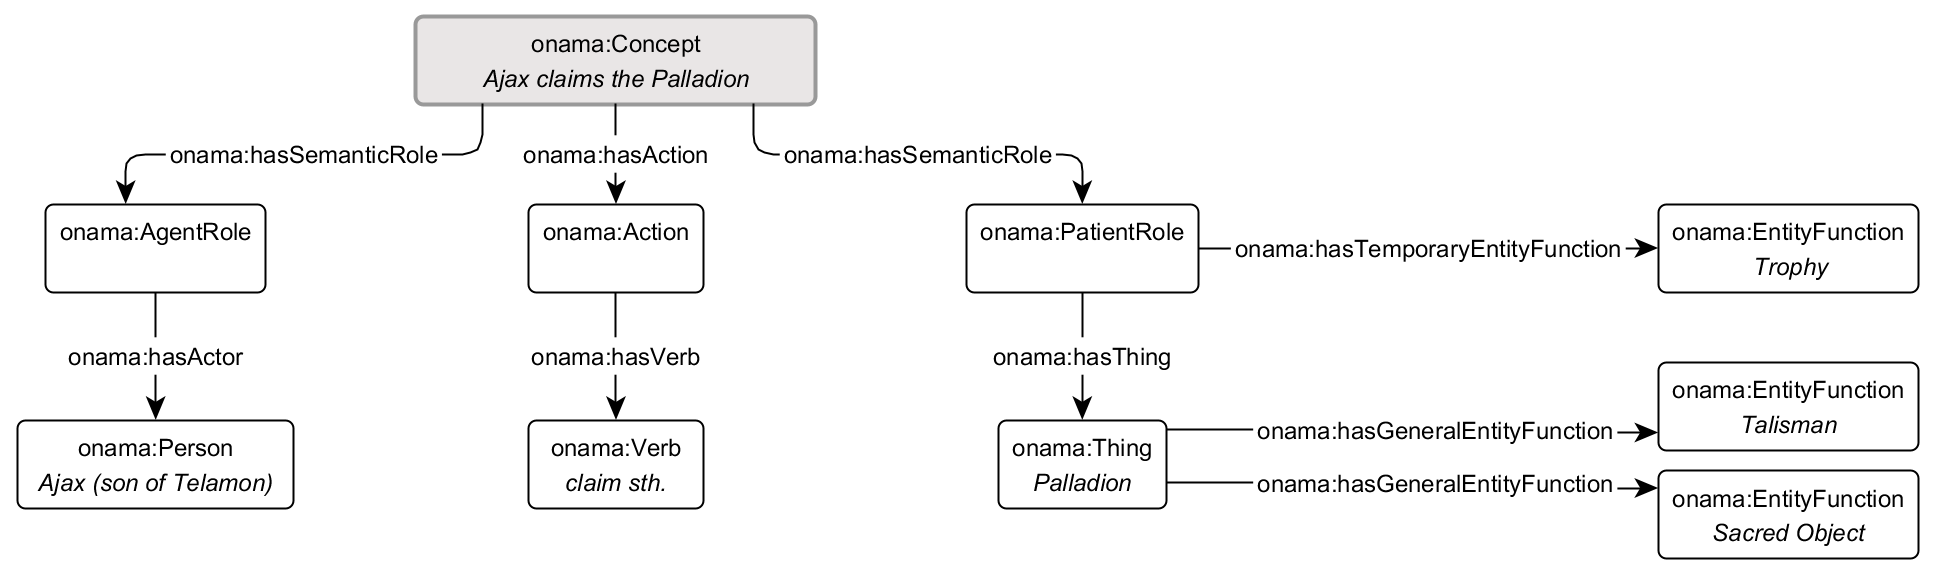 onama:Concept
Ajax claims the Palladion
onama:hasSemanticRole
onama:hasAction
onama:hasSemanticRole
onama:AgentRole
onama:Action
onama:PatientRole
onama:hasTemporaryEntityFunction
onama:EntityFunction
Trophy
onama:hasActor
onama:hasVerb
onama:hasThing
onama:Person
Ajax (son of Telamon)
onama:Verb
claim sth.
onama:Thing
Palladion
onama:hasGeneralEntityFunction
onama:EntityFunction
Talisman
onama:hasGeneralEntityFunction
onama:EntityFunction
Sacred Object